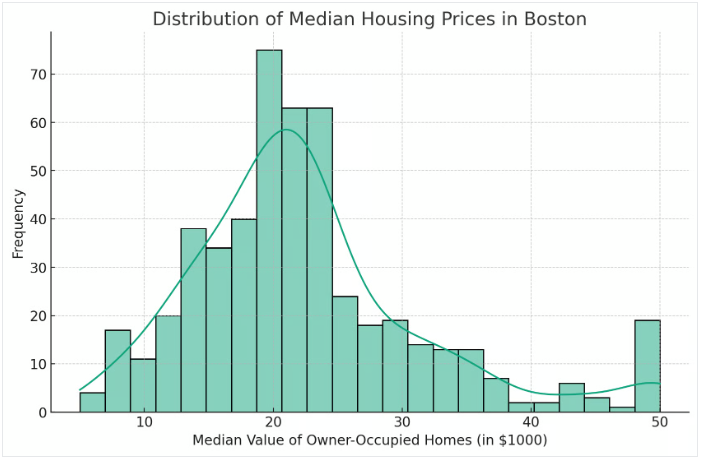 Distribution of Median Housing Prices in Boston
70
60
50
40
30
20
10
0
Frequency
10 20 30 40 50
Median Value of Owner-Occupied Homes (in $1000)